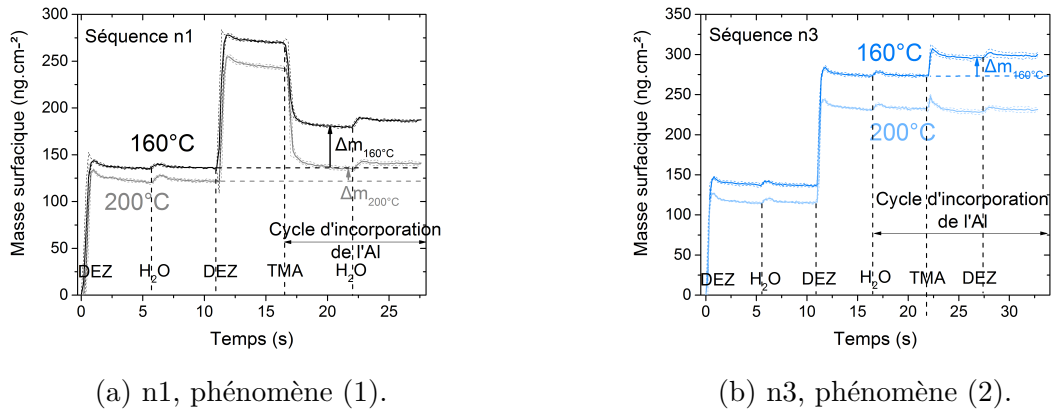 Séquence n1
Masse surfacique (ng.cm-²)
300
250
200
150
100
50
0
160°C
200°C
Δm160°C
Δm200°C
Cycle d'incorporation
de l'Al
DEZ H2O DEZ TMA H2O
0 5 10 15 20 25
Temps (s)
(a) n1, phénomène (1).
Séquence n3
Masse surfacique (ng.cm-²)
350
300
250
200
150
100
50
0
160°C
200°C
Δm160°C
Cycle d'incorporation
de l'Al
DEZ H2O DEZ H2O TMA DEZ
0 5 10 15 20 25 30
Temps (s)
(b) n3, phénomène (2).